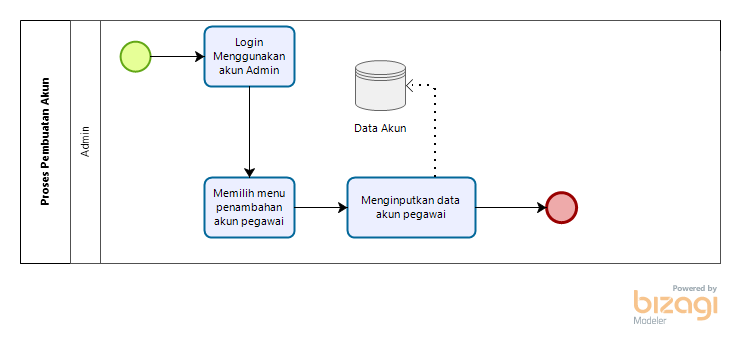 Proses Pembuatan Akun
Admin
Login
Menggunakan
akun Admin
Data Akun
Memilih menu
penambahan
akun pegawai
Menginputkan data
akun pegawai
Powered by
bizagi
Modeler